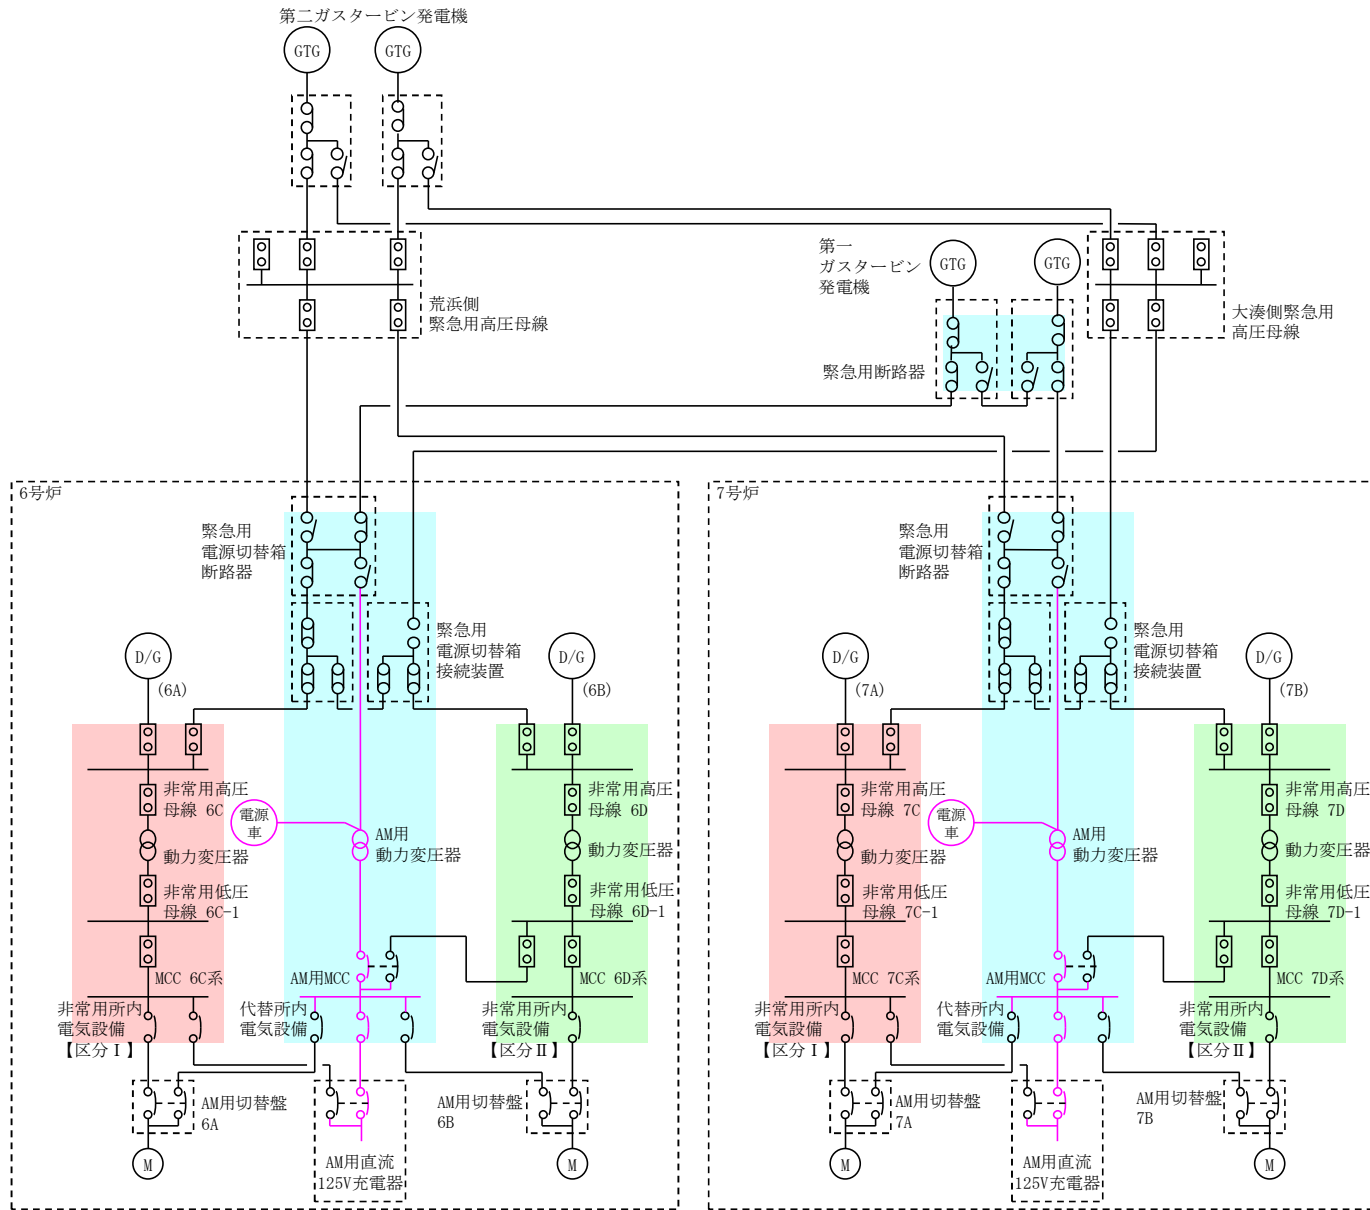 第二ガスタービン発電機
GTG
GTG
荒浜側
緊急用高圧母線
第一
ガスタービン
発電機
GTG
GTG
緊急用断路器
大湊側緊急用
高圧母線
6号炉
緊急用
電源切替箱
断路器
緊急用
電源切替箱
接続装置
D/G
(6A)
D/G
(6B)
非常用高圧
母線 6C
電源
車
AM用
動力変圧器
動力変圧器
非常用高圧
母線 6D
動力変圧器
非常用低圧
母線 6C-1
非常用低圧
母線 6D-1
MCC 6C系
AM用MCC
MCC 6D系
非常用所内
電気設備
【区分Ⅰ】
代替所内
電気設備
非常用所内
電気設備
【区分Ⅱ】
AM用切替盤
6A
AM用切替盤
6B
M
AM用直流
125V充電器
M
7号炉
緊急用
電源切替箱
断路器
緊急用
電源切替箱
接続装置
D/G
(7A)
D/G
(7B)
非常用高圧
母線 7C
電源
車
AM用
動力変圧器
動力変圧器
非常用高圧
母線 7D
動力変圧器
非常用低圧
母線 7C-1
非常用低圧
母線 7D-1
MCC 7C系
AM用MCC
MCC 7D系
非常用所内
電気設備
【区分Ⅰ】
代替所内
電気設備
非常用所内
電気設備
【区分Ⅱ】
AM用切替盤
7A
AM用切替盤
7B
M
AM用直流
125V充電器
M